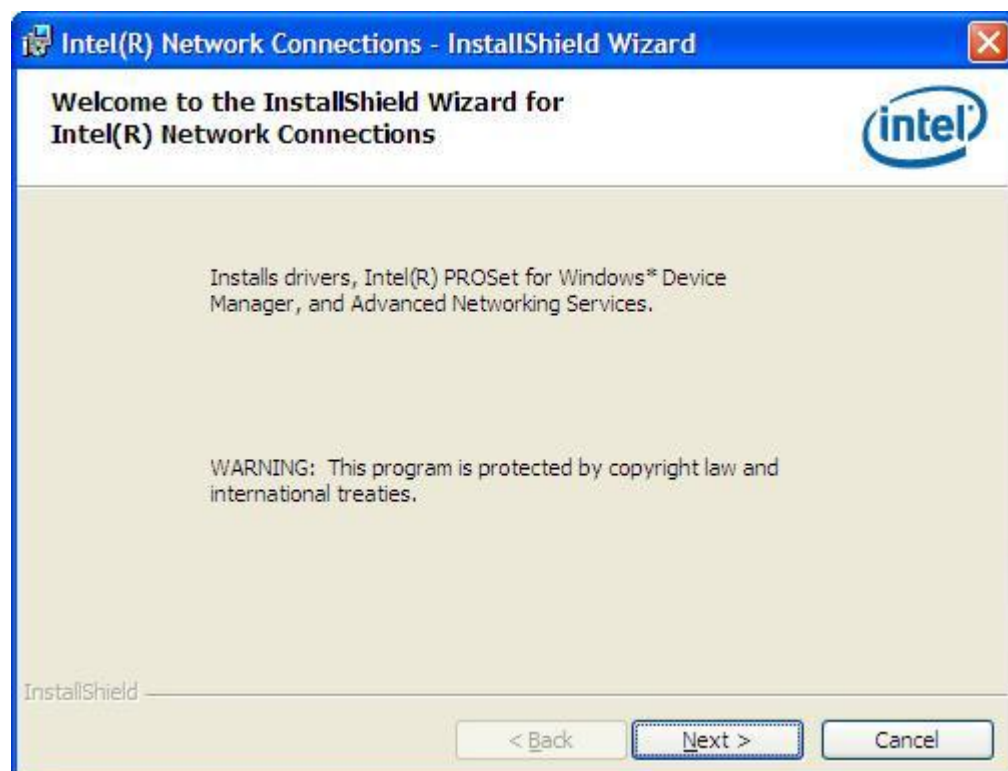 Intel(R) Network Connections - InstallShield Wizard
Welcome to the InstallShield Wizard for
Intel(R) Network Connections
intel
Installs drivers, Intel(R) PROSet for Windows* Device
Manager, and Advanced Networking Services.
WARNING:  This program is protected by copyright law and
international treaties.
InstallShield
< Back
Next >
Cancel